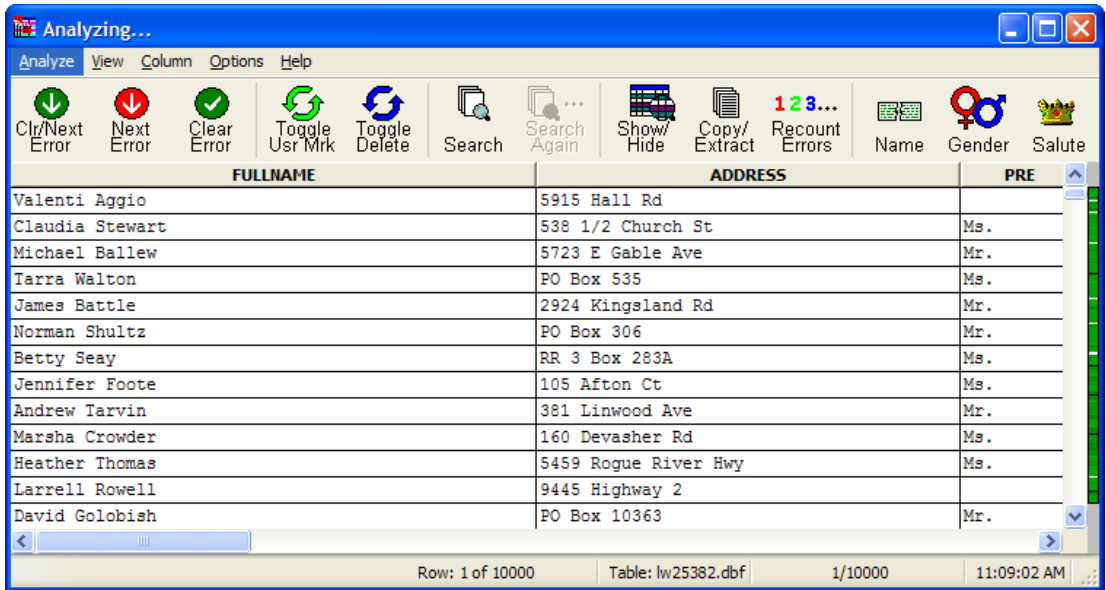 Analyzing...
Analyze View Column Options Help
Clr/Next Error Next Error Clear Error Toggle Usr Mrk Toggle Delete Search Search Again ... Show/ Hide Copy/ Extract 1 2 3... Recount Errors Name Gender Salute
FULLNAME ADDRESS PRE
Valenti Aggio 5915 Hall Rd
Claudia Stewart 538 1/2 Church St Ms.
Michael Ballew 5723 E Gable Ave Mr.
Tarra Walton PO Box 535 Ms.
James Battle 2924 Kingsland Rd Mr.
Norman Shultz PO Box 306 Mr.
Betty Seay RR 3 Box 283A Ms.
Jennifer Foote 105 Afton Ct Ms.
Andrew Tarvin 381 Linwood Ave Mr.
Marsha Crowder 160 Devasher Rd Ms.
Heather Thomas 5459 Rogue River Hwy Ms.
Larrell Rowell 9445 Highway 2
David Golobish PO Box 10363 Mr.
Row: 1 of 10000 Table: lw25382.dbf 1/10000 11:09:02 AM